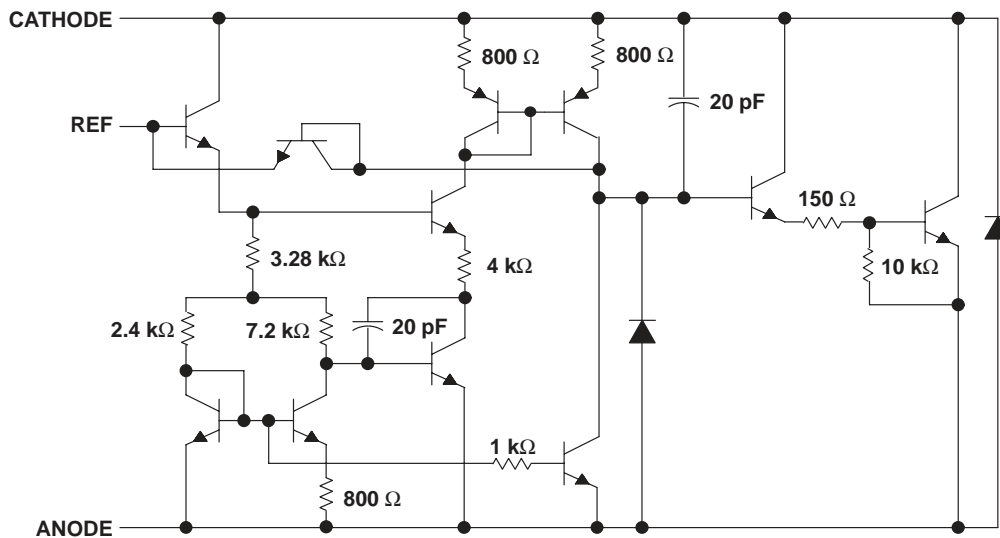 CATHODE
800 Ω
800 Ω
20 pF
REF
150 Ω
3.28 kΩ
4 kΩ
10 kΩ
2.4 kΩ
7.2 kΩ
20 pF
1 kΩ
800 Ω
ANODE